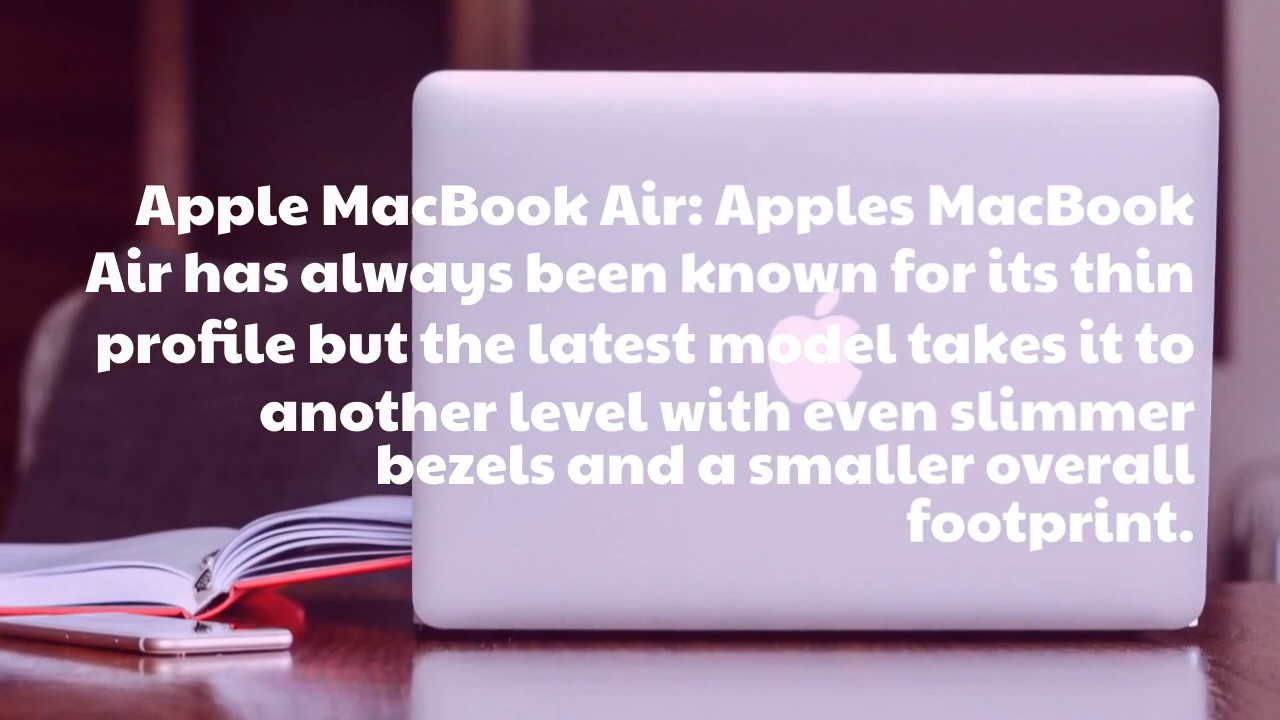 Apple MacBook Air: Apples MacBook
Air has always been known for its thin
profile but the latest model takes it to
another level with even slimmer
bezels and a smaller overall
footprint.